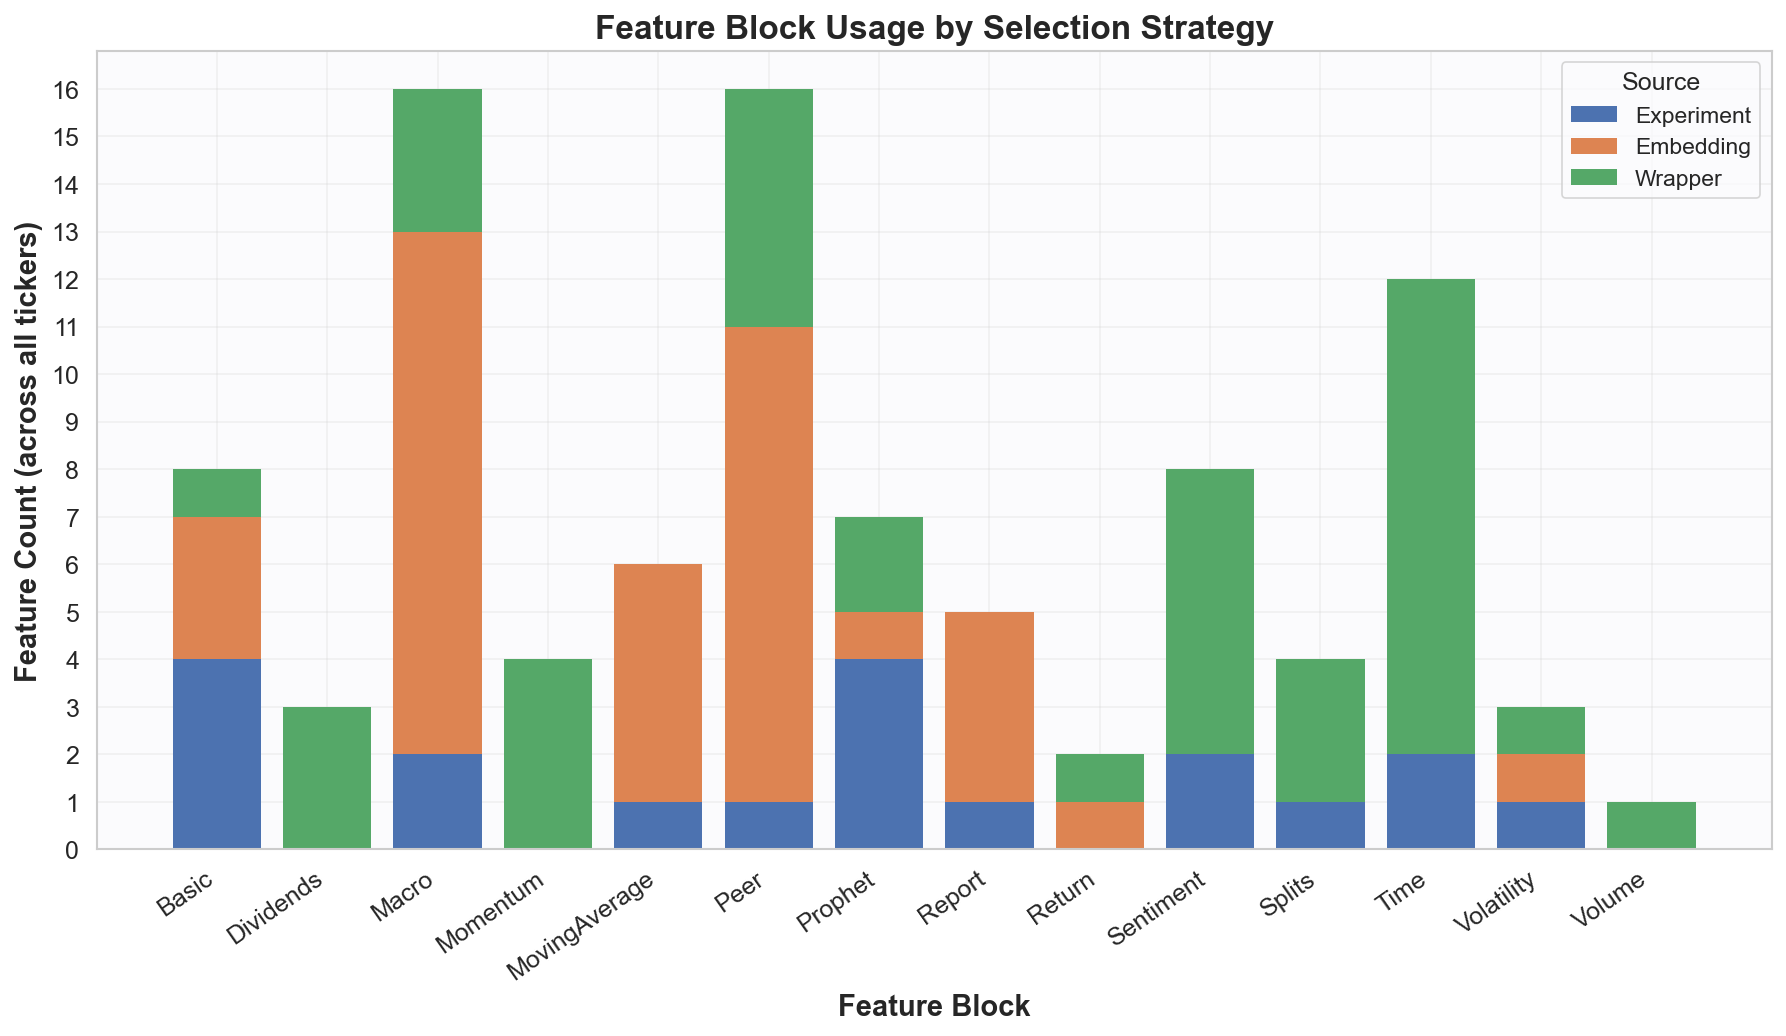 Feature Block Usage by Selection Strategy
Source
Experiment
Embedding
Wrapper
Feature Count (across all tickers)
16
15
14
13
12
11
10
9
8
7
6
5
4
3
2
1
0
Basic
Dividends
Macro
Momentum
MovingAverage
Peer
Prophet
Report
Return
Sentiment
Splits
Time
Volatility
Volume
Feature Block